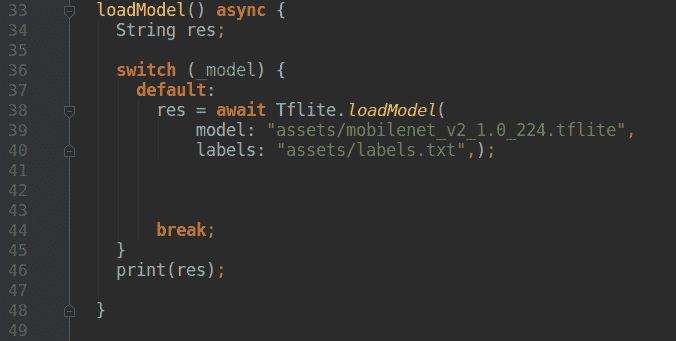 33 loadModel() async {
34   String res;
35
36   switch (_model) {
37     default:
38       res = await Tflite.loadModel(
39           model: "assets/mobilenet_v2_1.0_224.tflite",
40           labels: "assets/labels.txt",);
41
42
43
44       break;
45   }
46   print(res);
47
48 }
49